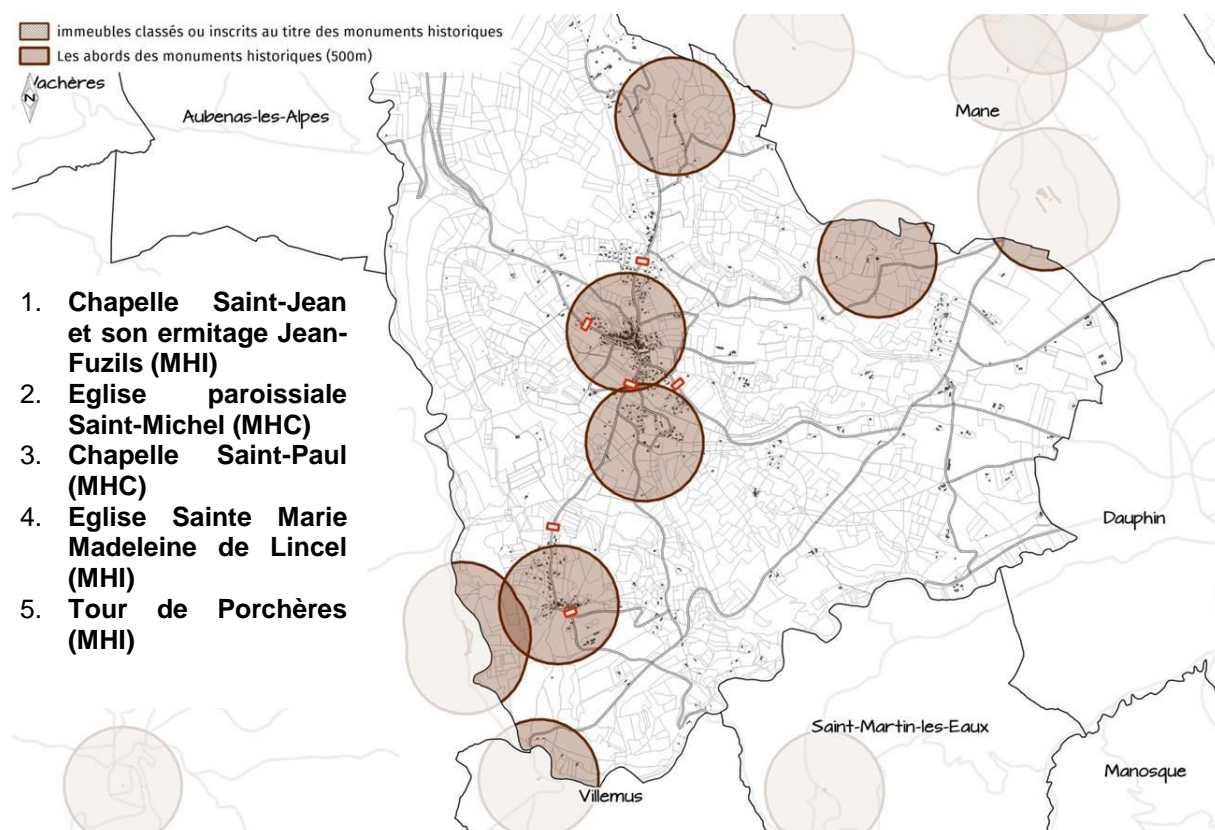 immeubles classés ou inscrits au titre des monuments historiques
Les abords des monuments historiques (500m)
Vachères
N
Aubenas-les-Alpes
Mane
1. Chapelle Saint-Jean
et son ermitage Jean-
Fuzils (MHI)
2. Eglise paroissiale
Saint-Michel (MHC)
3. Chapelle Saint-Paul
(MHC)
4. Eglise Sainte Marie
Madeleine de Lincel
(MHI)
5. Tour de Porchères
(MHI)
Dauphin
Saint-Martin-les-Eaux
Manosque
Villemus